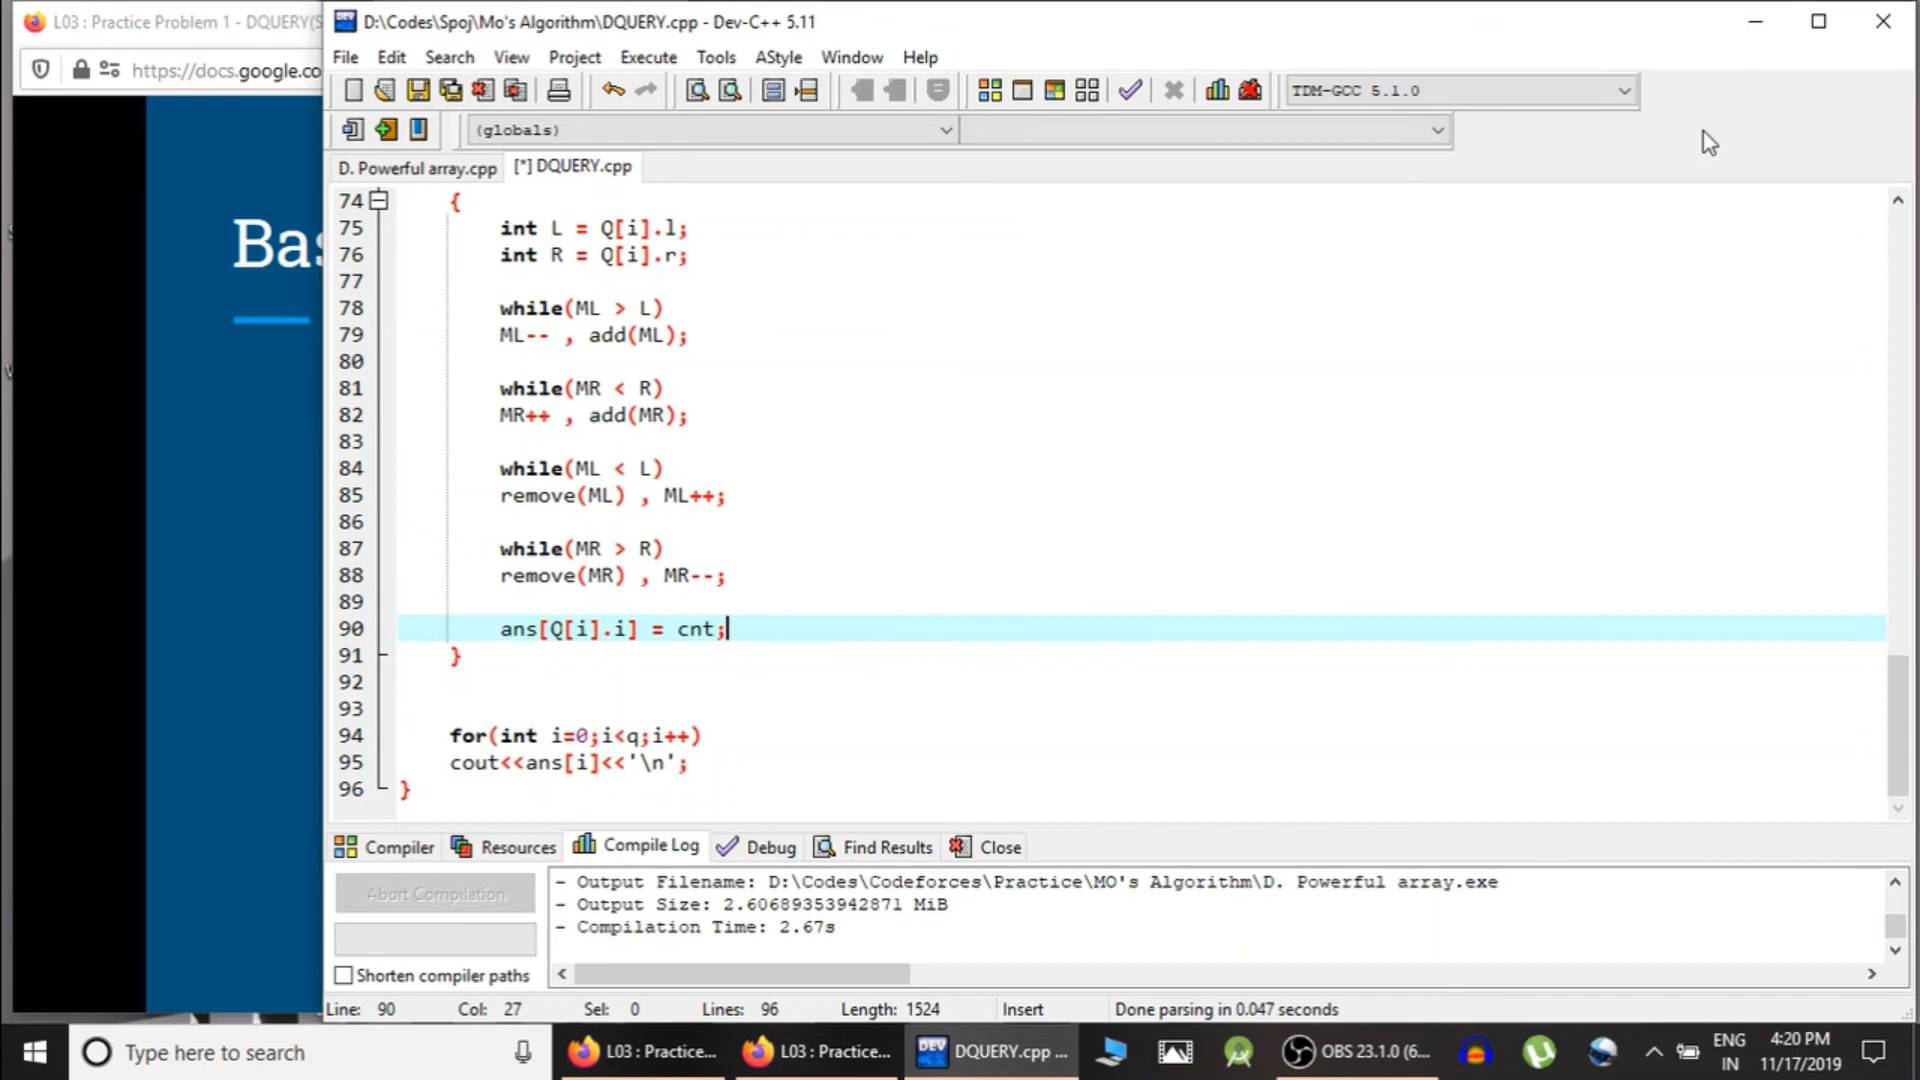 L03 : Practice Problem 1 - DQUERY(S
https://docs.google.co
Bas
D:\Codes\Spoj\Mo's Algorithm\DQUERY.cpp - Dev-C++ 5.11
File Edit Search View Project Execute Tools AStyle Window Help
TDM-GCC 5.1.0
(globals)
D. Powerful array.cpp [*] DQUERY.cpp
74 {
75 int L = Q[i].l;
76 int R = Q[i].r;
77
78 while(ML > L)
79 ML-- , add(ML);
80
81 while(MR < R)
82 MR++ , add(MR);
83
84 while(ML < L)
85 remove(ML) , ML++;
86
87 while(MR > R)
88 remove(MR) , MR--;
89
90 ans[Q[i].i] = cnt;
91 }
92
93
94 for(int i=0;i<q;i++)
95 cout<<ans[i]<<'\n';
96 }
Compiler Resources Compile Log Debug Find Results Close
Abort Compilation
Shorten compiler paths
- Output Filename: D:\Codes\Codeforces\Practice\MO's Algorithm\D. Powerful array.exe
- Output Size: 2.60689353942871 MiB
- Compilation Time: 2.67s
Line: 90 Col: 27 Sel: 0 Lines: 96 Length: 1524 Insert Done parsing in 0.047 seconds
Type here to search
L03 : Practice...
L03 : Practice...
DEV
DQUERY.cpp ...
OBS 23.1.0 (6...
ENG
IN
4:20 PM
11/17/2019